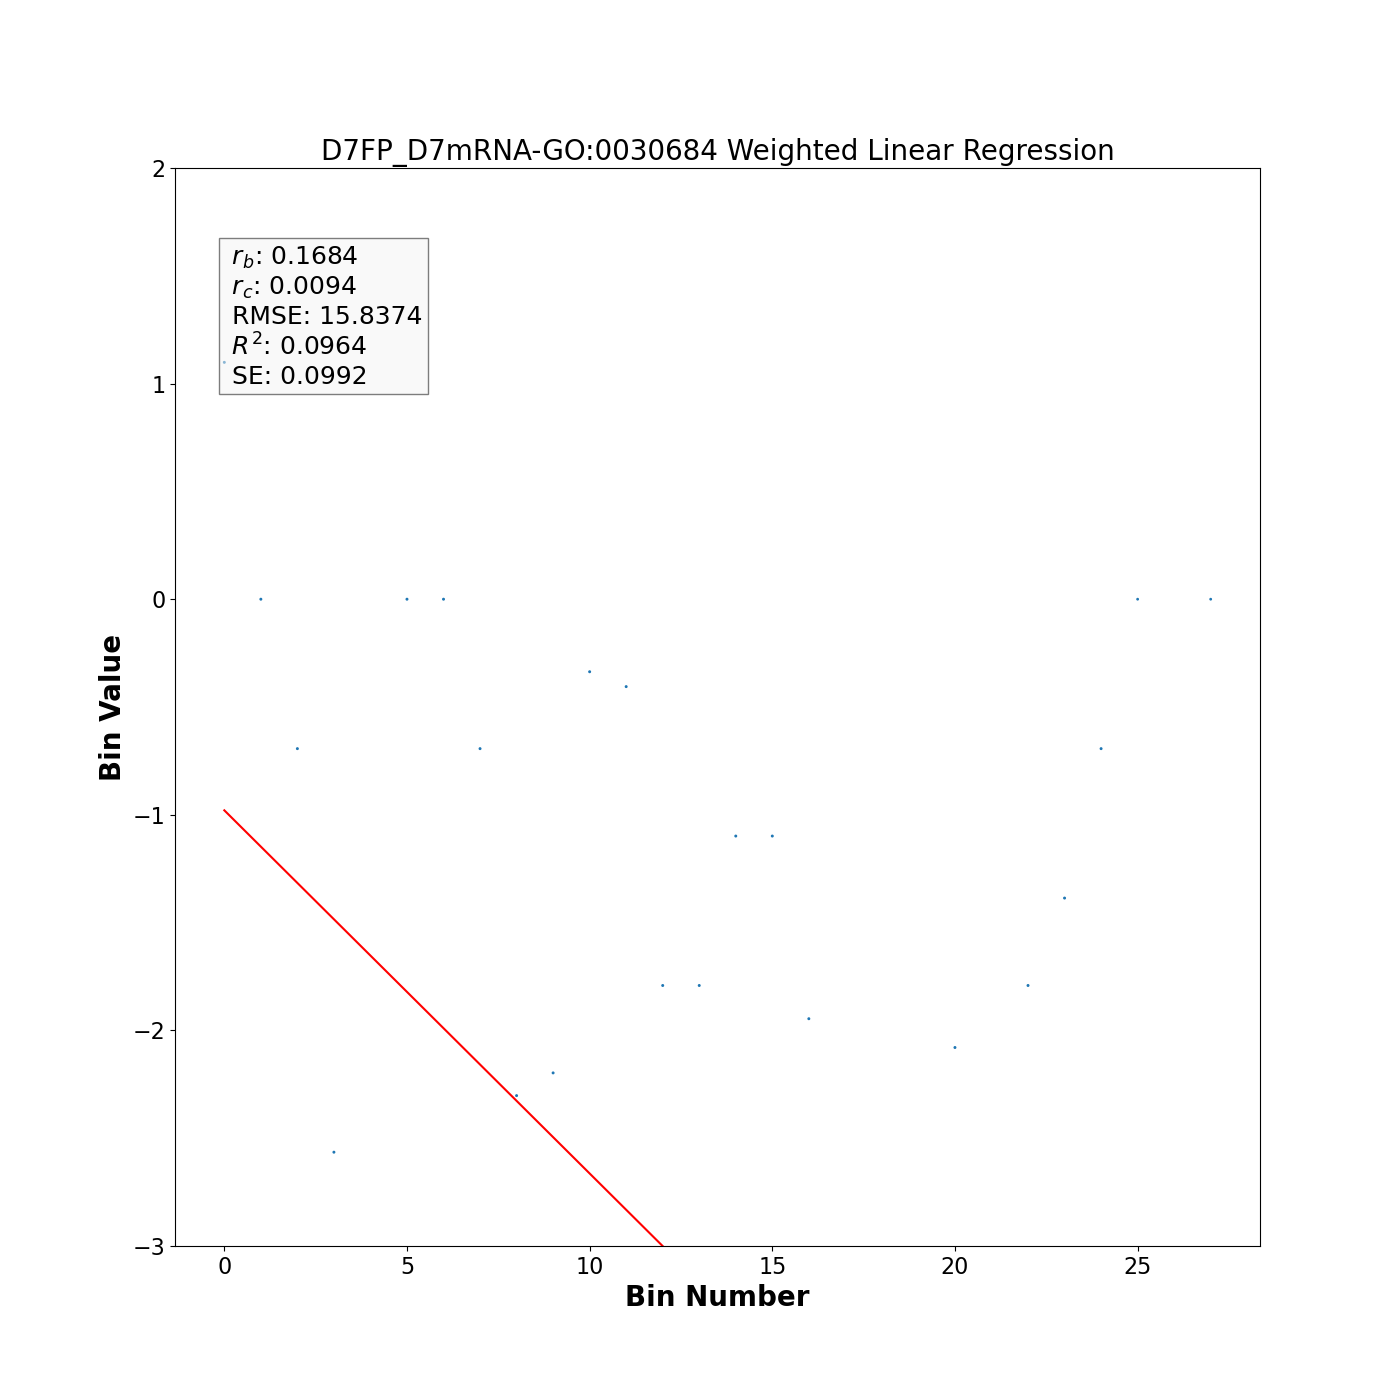 D7FP_D7mRNA-GO:0030684 Weighted Linear Regression
2
1
0
−1
−2
−3
r_b: 0.1684
r_c: 0.0094
RMSE: 15.8374
R²: 0.0964
SE: 0.0992
Bin Value
0 5 10 15 20 25
Bin Number